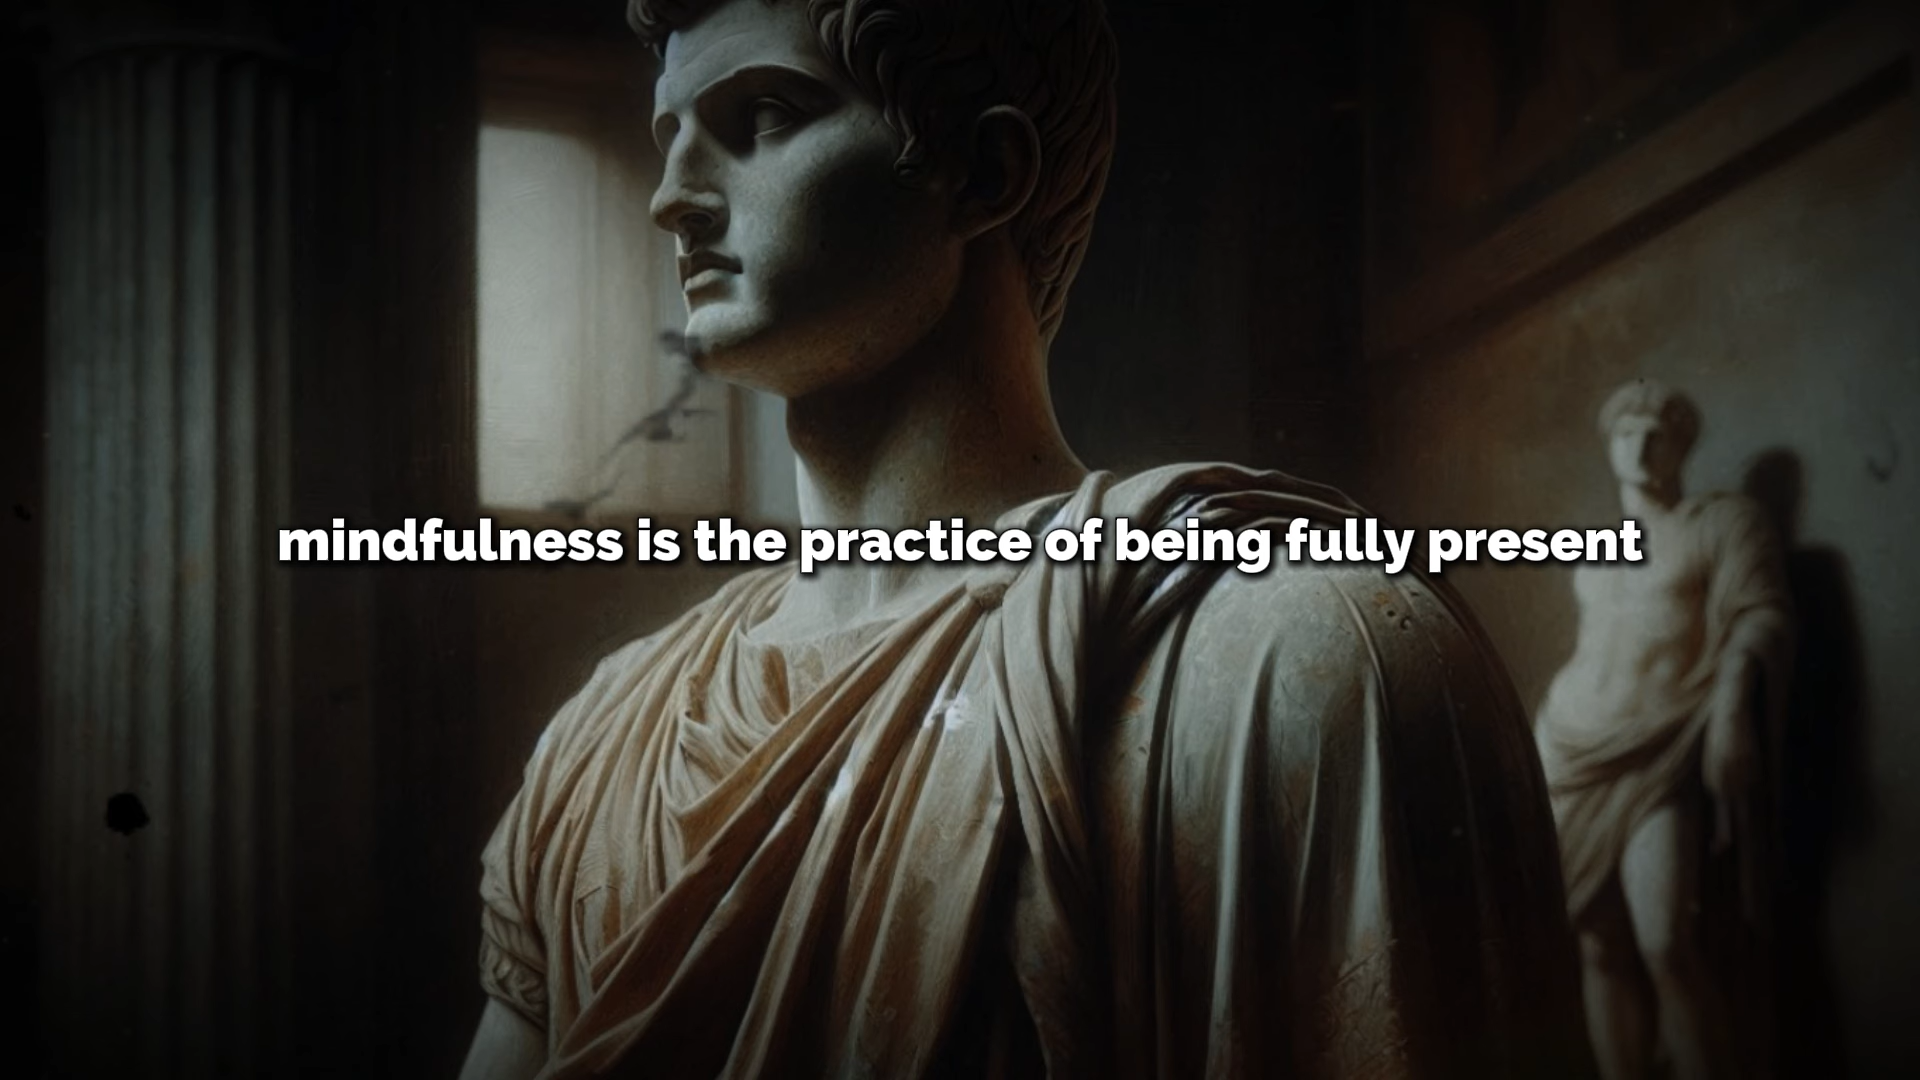 mindfulness is the practice of being fully present